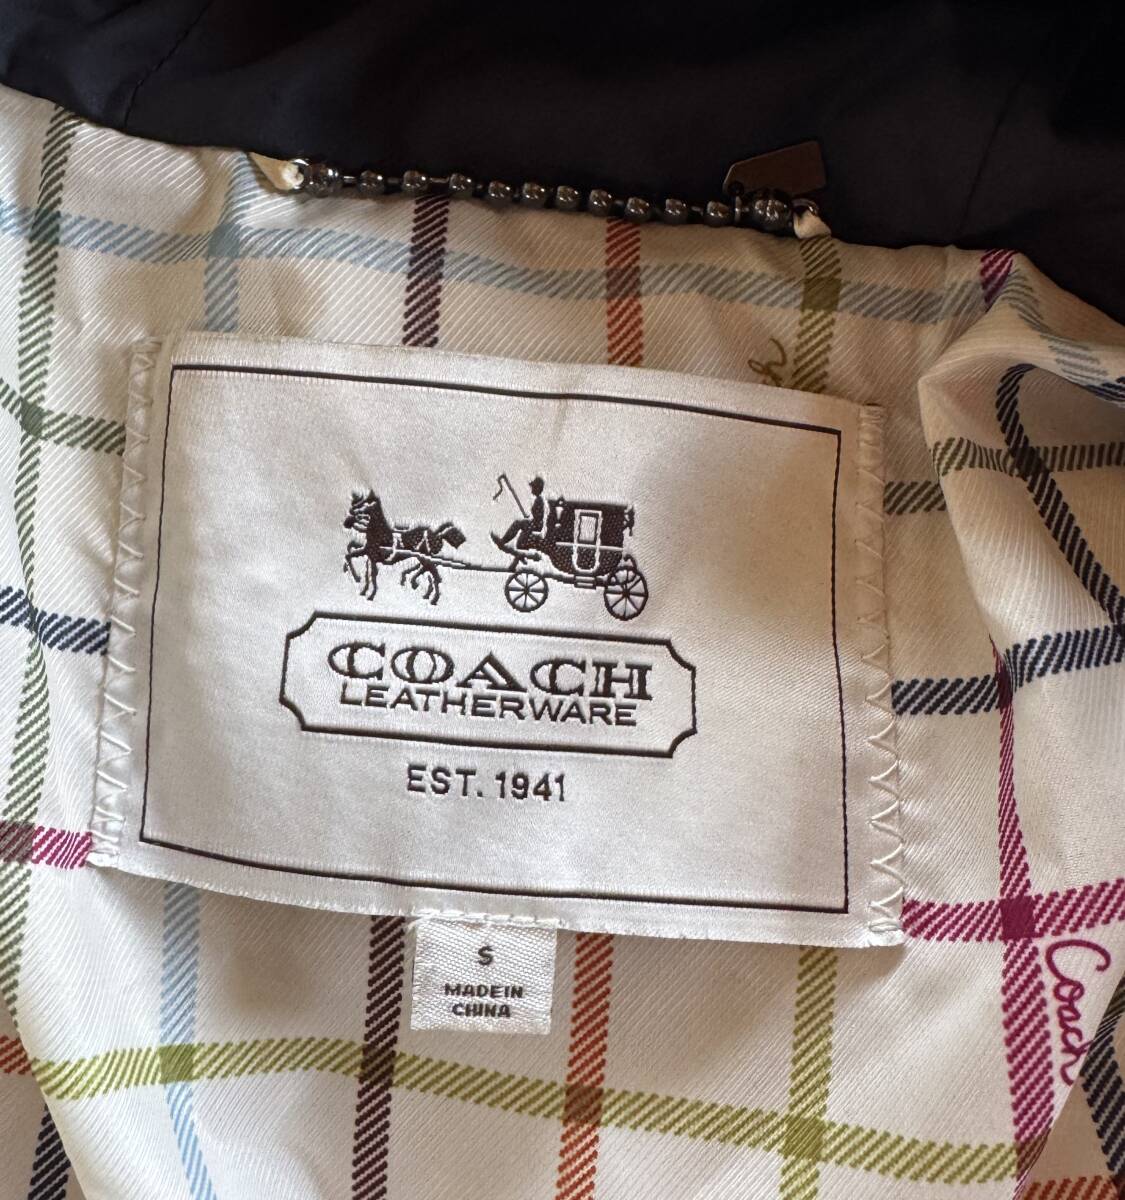 COACH
LEATHERWARE
EST. 1941
S
MADE IN
CHINA
Coach